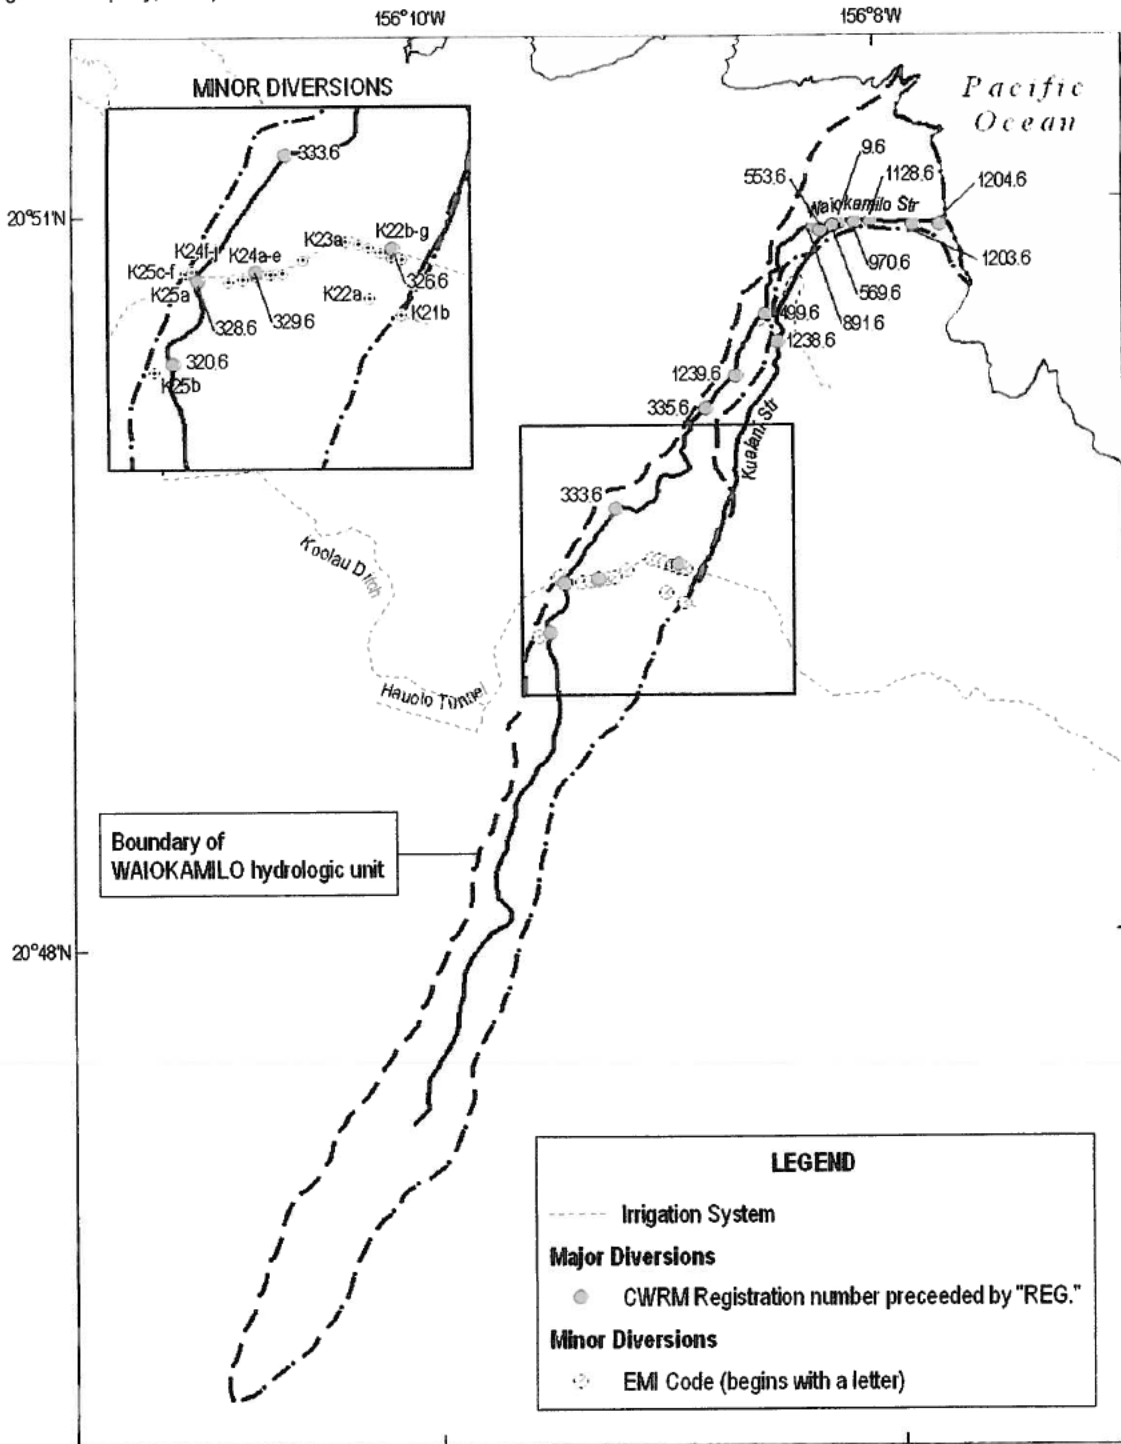 156°10'W
156°8'W
MINOR DIVERSIONS
Pacific
Ocean
333.6
9.6
553.6
1128.6
1204.6
Waiokamilo Str
20°51'N
K23a
K22b-g
K24f-j
K24a-e
K25c-f
K25a
326.6
970.6
1203.6
569.6
K22a
K21b
328.6
329.6
499.6
891.6
1238.6
320.6
K25b
1239.6
335.6
Kualani Str
333.6
Koolau Ditch
Hauolo Tunnel
Boundary of
WAIOKAMILO hydrologic unit
20°48'N
LEGEND
Irrigation System
Major Diversions
CWRM Registration number preceeded by "REG."
Minor Diversions
EMI Code (begins with a letter)